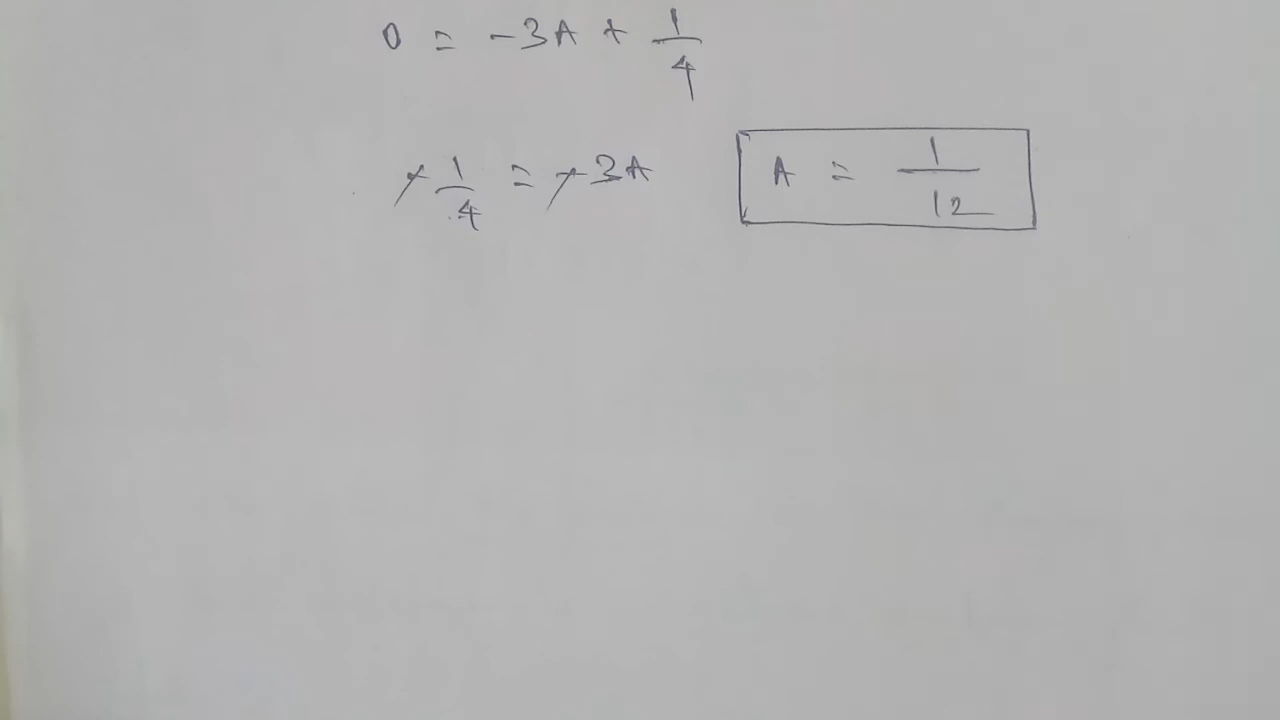 0 = -3A + 1/4
-1/4 = -3A
A = 1/12